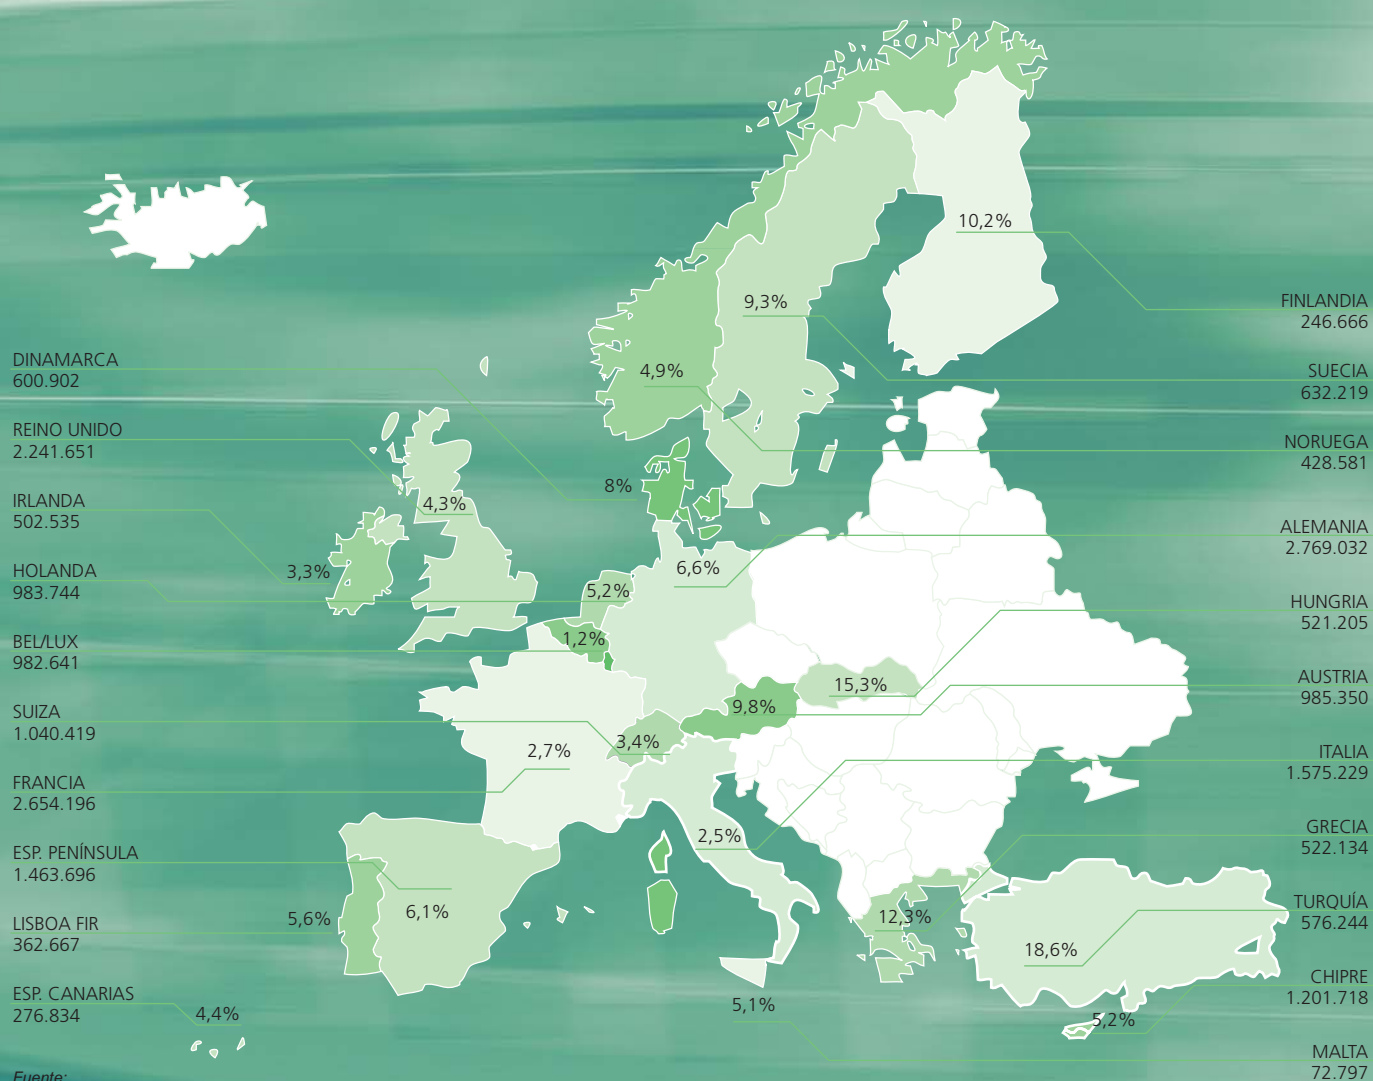 DINAMARCA
600.902
REINO UNIDO
2.241.651
IRLANDA
502.535
HOLANDA
983.744
BEL/LUX
982.641
SUIZA
1.040.419
FRANCIA
2.654.196
ESP. PENÍNSULA
1.463.696
LISBOA FIR
362.667
ESP. CANARIAS
276.834
Fuente:
10,2%
9,3%
4,9%
8%
4,3%
3,3%
5,2%
6,6%
1,2%
15,3%
9,8%
3,4%
2,7%
2,5%
6,1%
5,6%
12,3%
18,6%
5,1%
4,4%
5,2%
FINLANDIA
246.666
SUECIA
632.219
NORUEGA
428.581
ALEMANIA
2.769.032
HUNGRIA
521.205
AUSTRIA
985.350
ITALIA
1.575.229
GRECIA
522.134
TURQUÍA
576.244
CHIPRE
1.201.718
MALTA
72.797